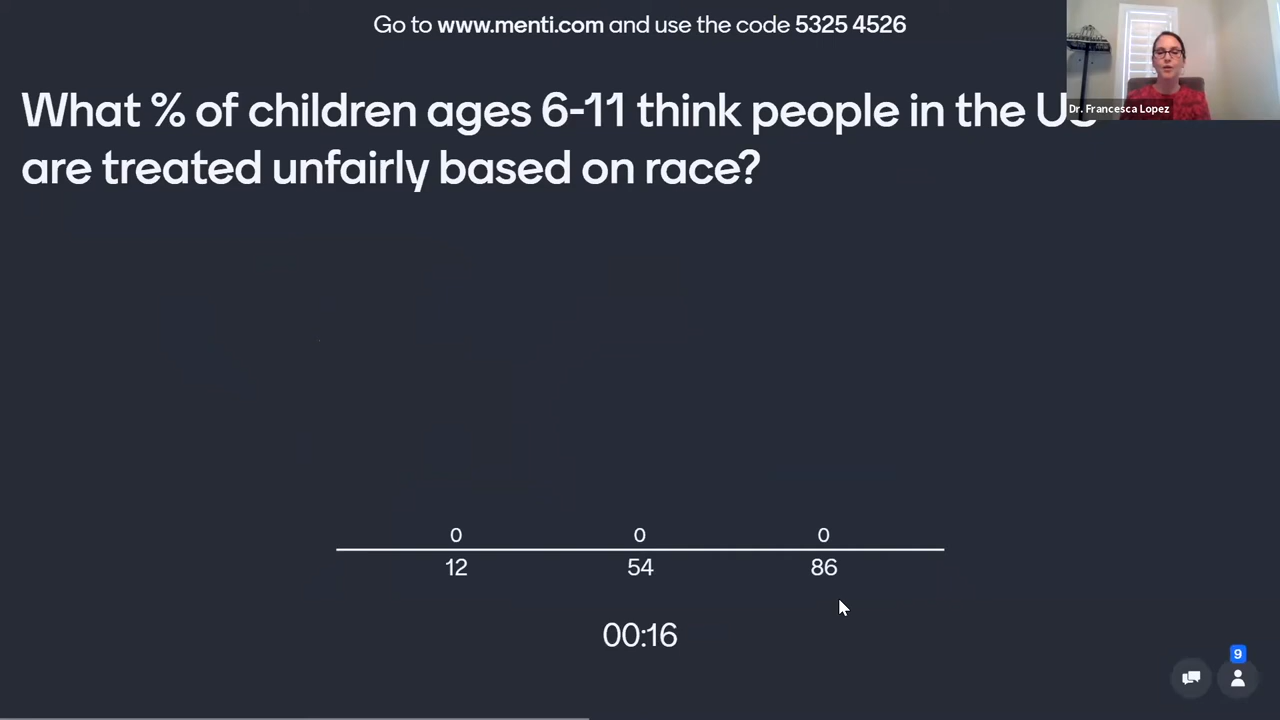 Go to www.menti.com and use the code 5325 4526
Dr. Francesca Lopez
What % of children ages 6-11 think people in the US
are treated unfairly based on race?
0 0 0
12 54 86
00:16
9